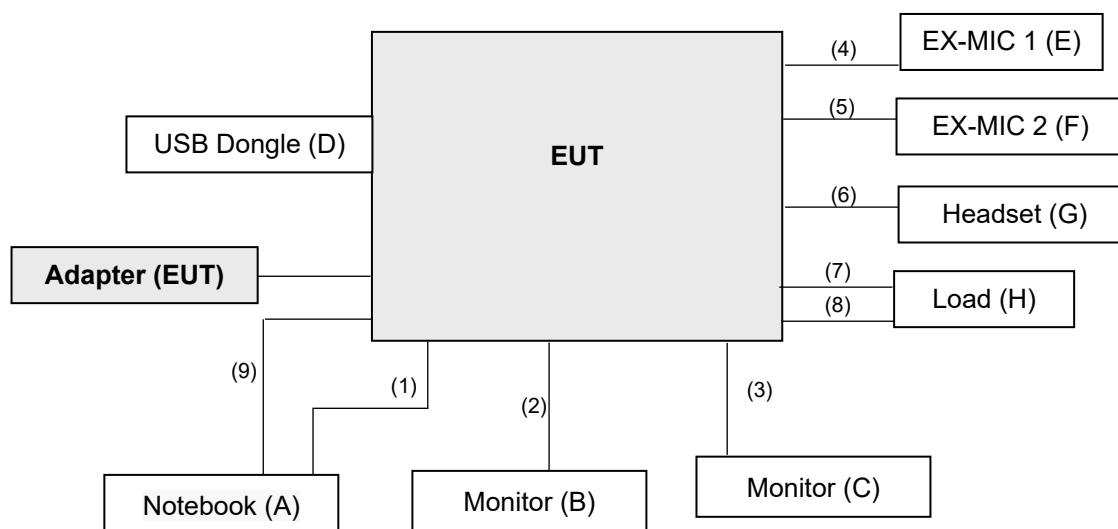 EX-MIC 1 (E)
(4)
(5)
EX-MIC 2 (F)
USB Dongle (D)
EUT
(6)
Headset (G)
Adapter (EUT)
(7)
Load (H)
(8)
(9)
(1)
(2)
(3)
Notebook (A)
Monitor (B)
Monitor (C)